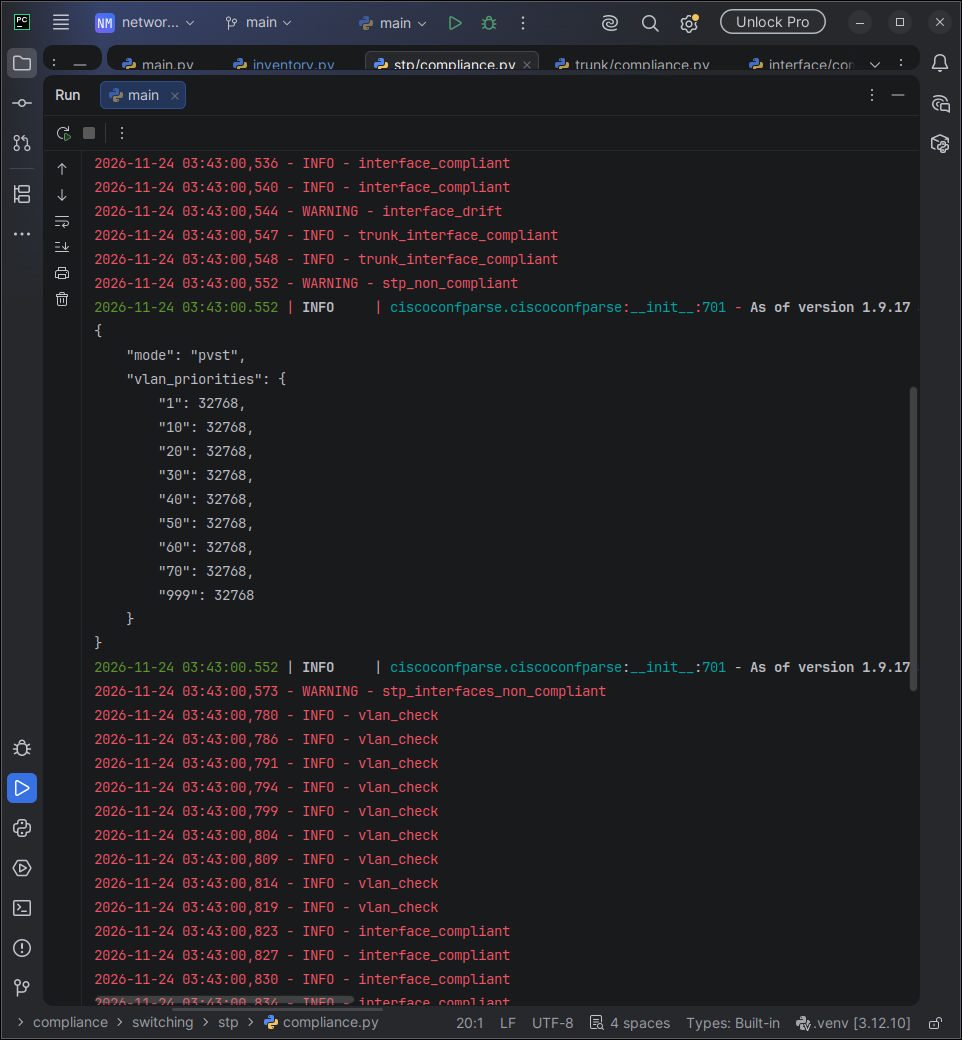 PC
NM networ... main main Unlock Pro
main.py inventory.py stp/compliance.py trunk/compliance.py interface/con
Run main
2026-11-24 03:43:00,536 - INFO - interface_compliant
2026-11-24 03:43:00,540 - INFO - interface_compliant
2026-11-24 03:43:00,544 - WARNING - interface_drift
2026-11-24 03:43:00,547 - INFO - trunk_interface_compliant
2026-11-24 03:43:00,548 - INFO - trunk_interface_compliant
2026-11-24 03:43:00,552 - WARNING - stp_non_compliant
2026-11-24 03:43:00.552 | INFO     | ciscoconfparse.ciscoconfparse:__init__:701 - As of version 1.9.17
{
    "mode": "pvst",
    "vlan_priorities": {
        "1": 32768,
        "10": 32768,
        "20": 32768,
        "30": 32768,
        "40": 32768,
        "50": 32768,
        "60": 32768,
        "70": 32768,
        "999": 32768
    }
}
2026-11-24 03:43:00.552 | INFO     | ciscoconfparse.ciscoconfparse:__init__:701 - As of version 1.9.17
2026-11-24 03:43:00,573 - WARNING - stp_interfaces_non_compliant
2026-11-24 03:43:00,780 - INFO - vlan_check
2026-11-24 03:43:00,786 - INFO - vlan_check
2026-11-24 03:43:00,791 - INFO - vlan_check
2026-11-24 03:43:00,794 - INFO - vlan_check
2026-11-24 03:43:00,799 - INFO - vlan_check
2026-11-24 03:43:00,804 - INFO - vlan_check
2026-11-24 03:43:00,809 - INFO - vlan_check
2026-11-24 03:43:00,814 - INFO - vlan_check
2026-11-24 03:43:00,819 - INFO - vlan_check
2026-11-24 03:43:00,823 - INFO - interface_compliant
2026-11-24 03:43:00,827 - INFO - interface_compliant
2026-11-24 03:43:00,830 - INFO - interface_compliant
2026-11-24 03:43:00,834 - INFO - interface_compliant
compliance > switching > stp > compliance.py 20:1 LF UTF-8 4 spaces Types: Built-in .venv [3.12.10]